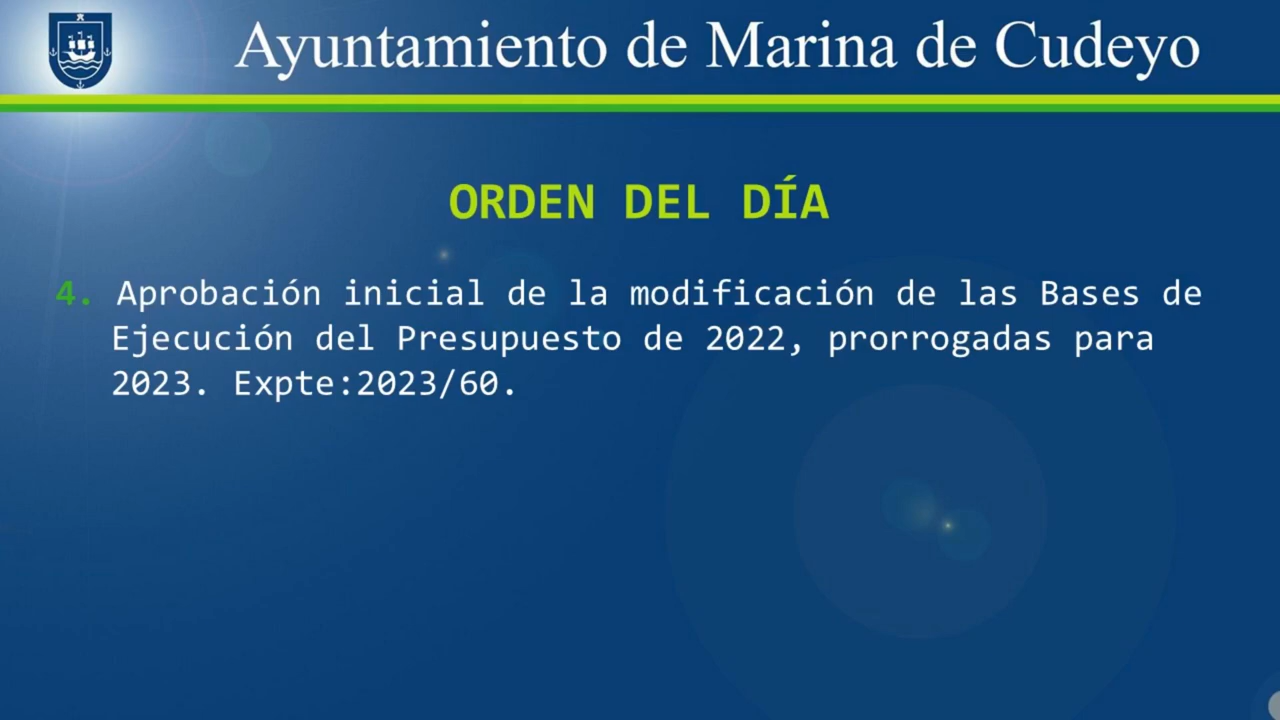 Ayuntamiento de Marina de Cudeyo
ORDEN DEL DÍA
4. Aprobación inicial de la modificación de las Bases de
Ejecución del Presupuesto de 2022, prorrogadas para
2023. Expte:2023/60.